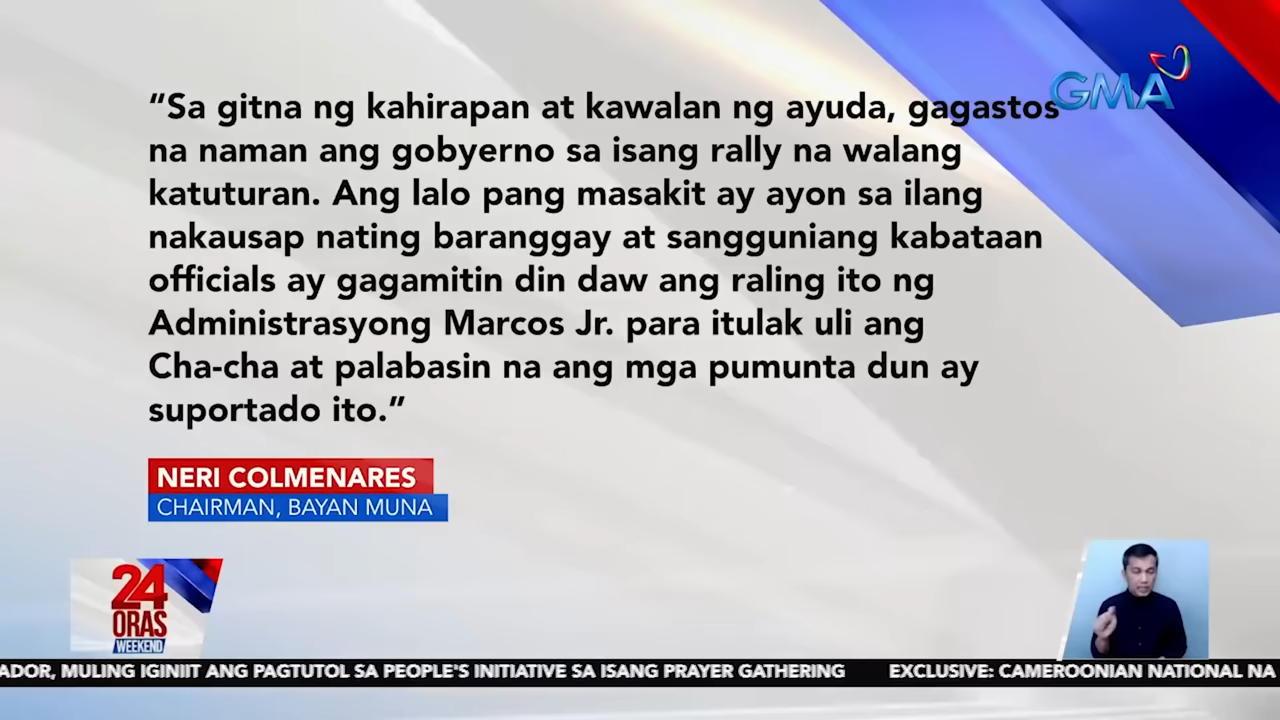 GMA
“Sa gitna ng kahirapan at kawalan ng ayuda, gagastos
na naman ang gobyerno sa isang rally na walang
katuturan. Ang lalo pang masakit ay ayon sa ilang
nakausap nating baranggay at sangguniang kabataan
officials ay gagamitin din daw ang raling ito ng
Administrasyong Marcos Jr. para itulak uli ang
Cha-cha at palabasin na ang mga pumunta dun ay
suportado ito.”
NERI COLMENARES
CHAIRMAN, BAYAN MUNA
24
ORAS
WEEKEND
ADOR, MULING IGINIIT ANG PAGTUTOL SA PEOPLE'S INITIATIVE SA ISANG PRAYER GATHERING EXCLUSIVE: CAMEROONIAN NATIONAL NA